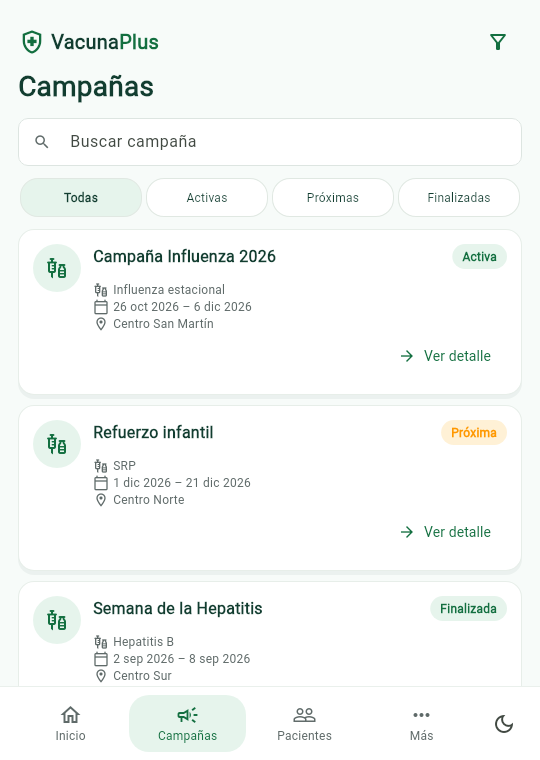 VacunaPlus
Campañas
Buscar campaña
Todas
Activas
Próximas
Finalizadas
Campaña Influenza 2026
Activa
Influenza estacional
26 oct 2026 – 6 dic 2026
Centro San Martín
Ver detalle
Refuerzo infantil
Próxima
SRP
1 dic 2026 – 21 dic 2026
Centro Norte
Ver detalle
Semana de la Hepatitis
Finalizada
Hepatitis B
2 sep 2026 – 8 sep 2026
Centro Sur
Inicio
Campañas
Pacientes
Más